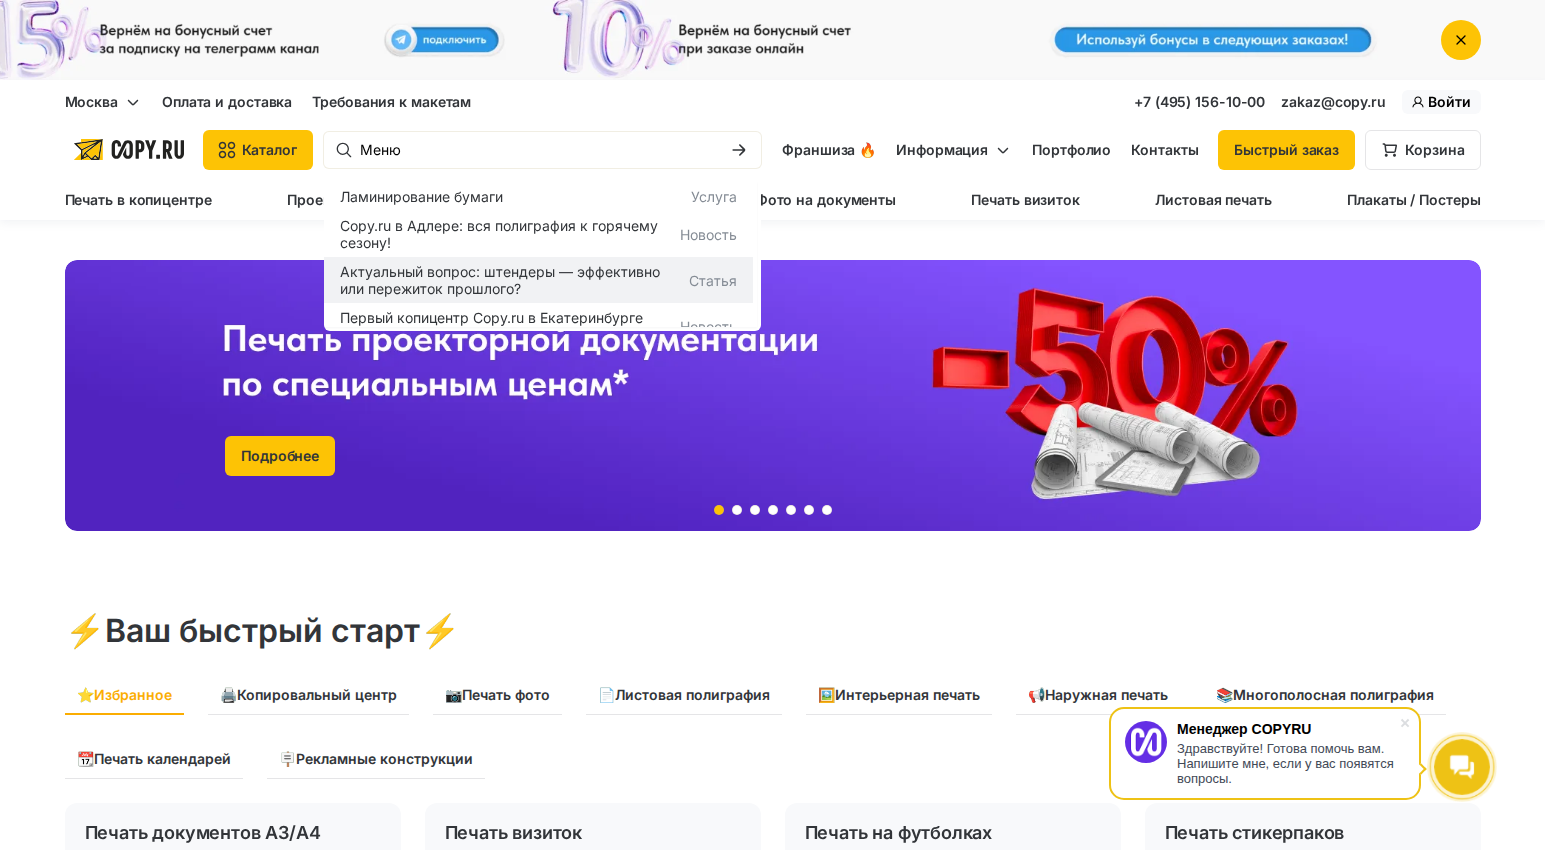 15%
Вернём на бонусный счет
за подписку на телеграмм канал
подключить
10%
Вернём на бонусный счет
при заказе онлайн
Используй бонусы в следующих заказах!
Москва
Оплата и доставка
Требования к макетам
+7 (495) 156-10-00
zakaz@copy.ru
Войти
COPY.RU
Каталог
Меню
Франшиза 🔥
Информация
Портфолио
Контакты
Быстрый заказ
Корзина
Печать в копицентре
Прое
Фото на документы
Печать визиток
Листовая печать
Плакаты / Постеры
Ламинирование бумаги
Услуга
Copy.ru в Адлере: вся полиграфия к горячему
сезону!
Новость
Актуальный вопрос: штендеры — эффективно
или пережиток прошлого?
Статья
Первый копицентр Copy.ru в Екатеринбурге
Новость
Печать проекторной документации
по специальным ценам*
-50%
Подробнее
⚡Ваш быстрый старт⚡
⭐Избранное
🖨️Копировальный центр
📷Печать фото
📄Листовая полиграфия
🖼️Интерьерная печать
📢Наружная печать
📚Многополосная полиграфия
📆Печать календарей
🪧Рекламные конструкции
Менеджер COPYRU
Здравствуйте! Готова помочь вам.
Напишите мне, если у вас появятся
вопросы.
Печать документов А3/А4
Печать визиток
Печать на футболках
Печать стикерпаков